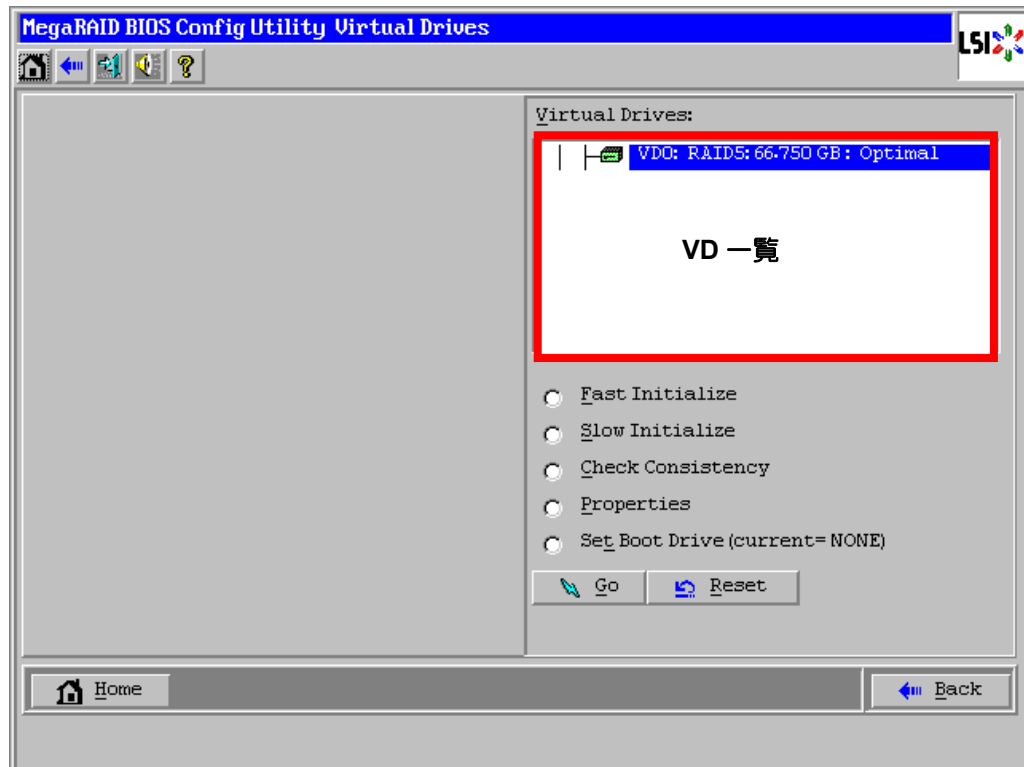 MegaRAID BIOS Config Utility Virtual Drives
LSI
Virtual Drives:
VD0: RAID5: 66.750 GB : Optimal
VD 一覧
Fast Initialize
Slow Initialize
Check Consistency
Properties
Set Boot Drive (current= NONE)
Go
Reset
Home
Back